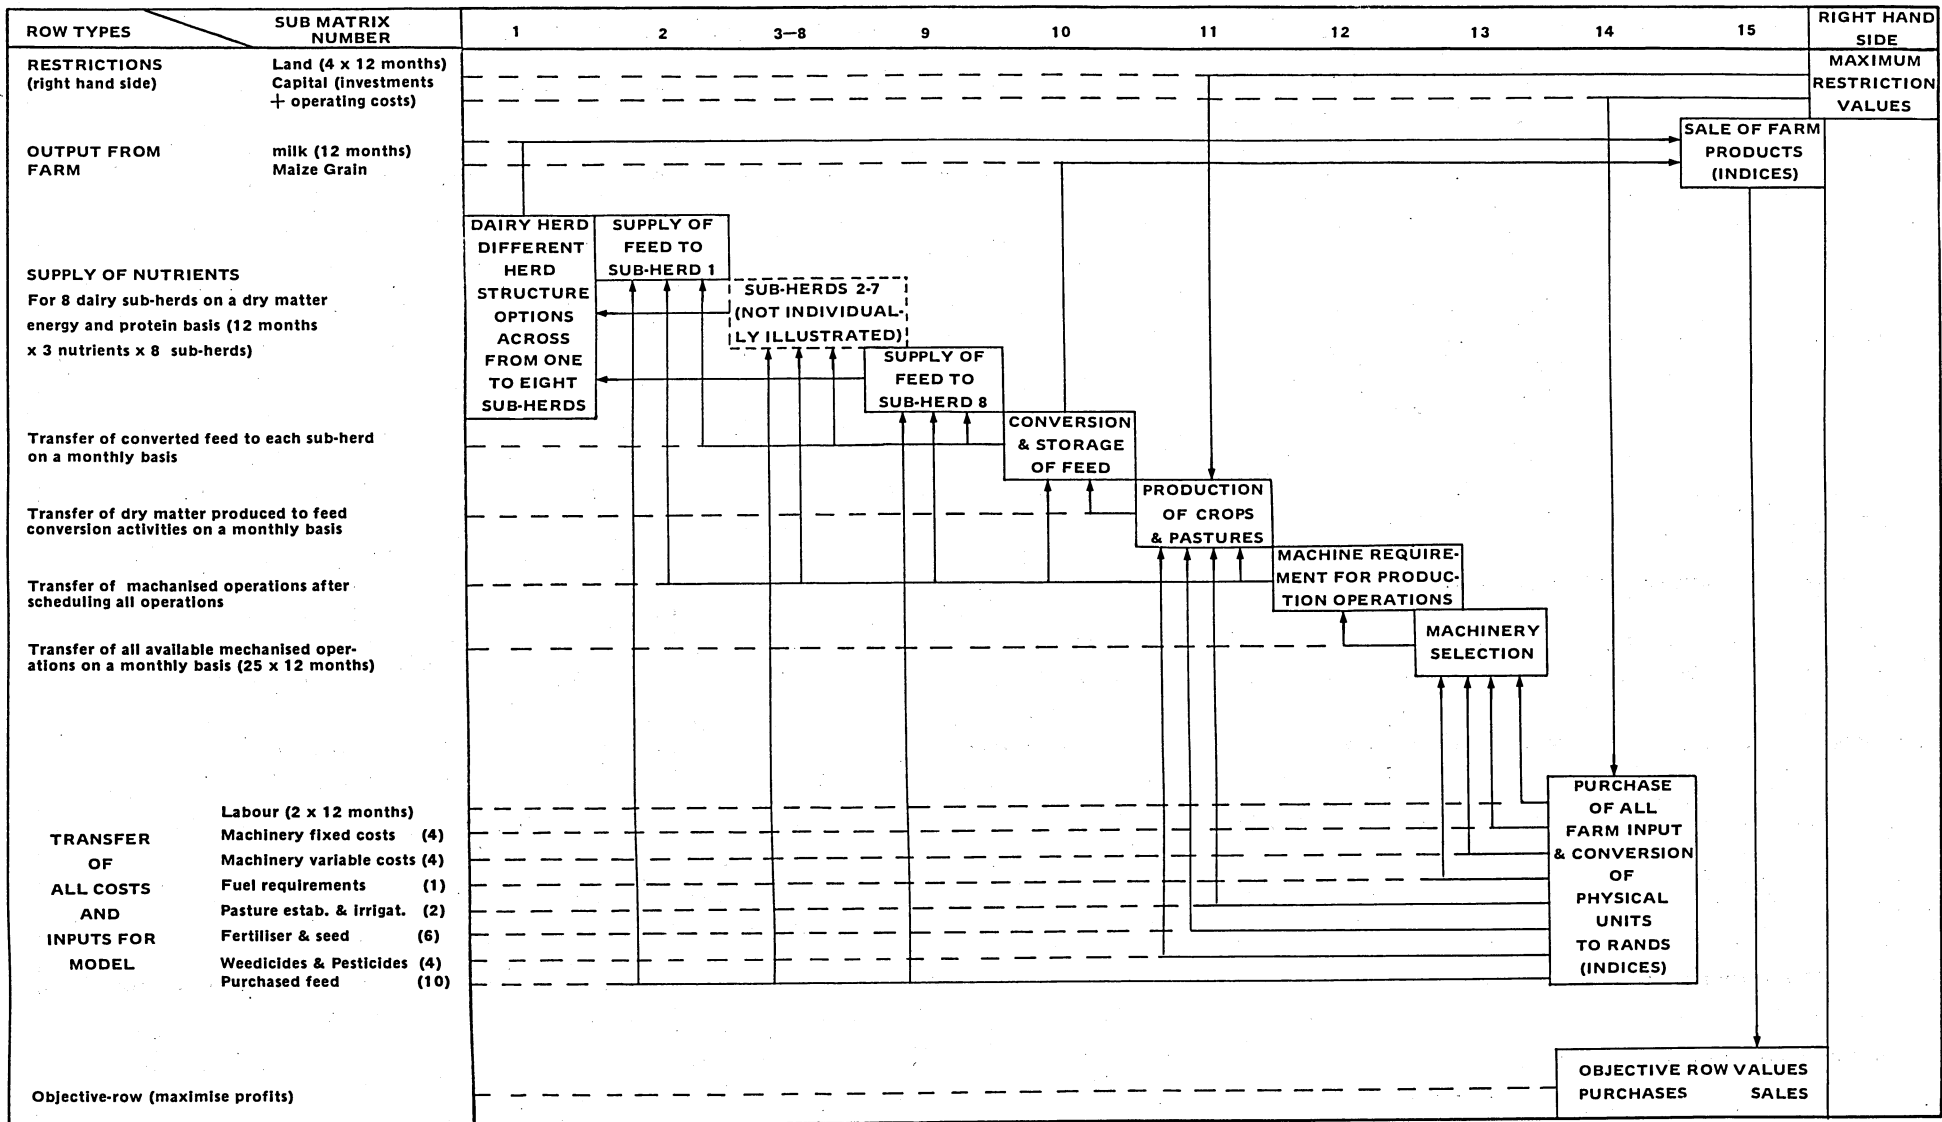 ROW TYPES
SUB MATRIX
NUMBER
1 2 3—8 9 10 11 12 13 14 15
RIGHT HAND
SIDE
RESTRICTIONS
(right hand side)
Land (4 x 12 months)
Capital (investments
+ operating costs)
MAXIMUM
RESTRICTION
VALUES
OUTPUT FROM
FARM
milk (12 months)
Maize Grain
SALE OF FARM
PRODUCTS
(INDICES)
DAIRY HERD
DIFFERENT
HERD
STRUCTURE
OPTIONS
ACROSS
FROM ONE
TO EIGHT
SUB-HERDS
SUPPLY OF
FEED TO
SUB-HERD 1
SUPPLY OF NUTRIENTS
For 8 dairy sub-herds on a dry matter
energy and protein basis (12 months
x 3 nutrients x 8 sub-herds)
SUB-HERDS 2-7
(NOT INDIVIDUAL-
LY ILLUSTRATED)
SUPPLY OF
FEED TO
SUB-HERD 8
Transfer of converted feed to each sub-herd
on a monthly basis
CONVERSION
& STORAGE
OF FEED
Transfer of dry matter produced to feed
conversion activities on a monthly basis
PRODUCTION
OF CROPS
& PASTURES
Transfer of machanised operations after
scheduling all operations
MACHINE REQUIRE-
MENT FOR PRODUC-
TION OPERATIONS
Transfer of all available mechanised oper-
ations on a monthly basis (25 x 12 months)
MACHINERY
SELECTION
TRANSFER
OF
ALL COSTS
AND
INPUTS FOR
MODEL
Labour (2 x 12 months)
Machinery fixed costs (4)
Machinery variable costs (4)
Fuel requirements (1)
Pasture estab. & irrigat. (2)
Fertiliser & seed (6)
Weedicides & Pesticides (4)
Purchased feed (10)
PURCHASE
OF ALL
FARM INPUT
& CONVERSION
OF
PHYSICAL
UNITS
TO RANDS
(INDICES)
Objective-row (maximise profits)
OBJECTIVE ROW VALUES
PURCHASES SALES